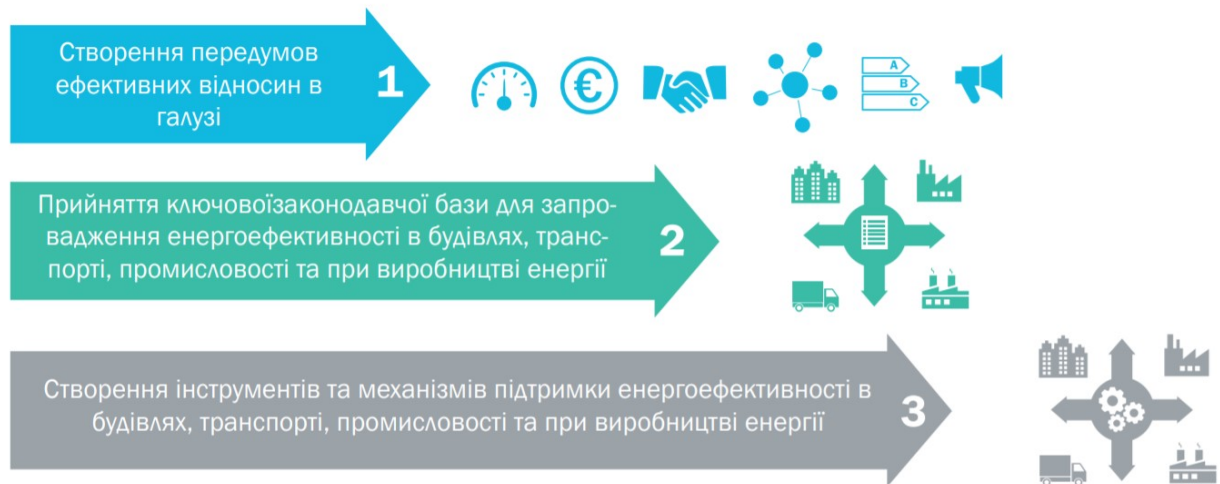 Створення передумов
ефективних відносин в
галузі
1
A
B
C
Прийняття ключовоїзаконодавчої бази для запро-
вадження енергоефективності в будівлях, транс-
порті, промисловості та при виробництві енергії
2
Створення інструментів та механізмів підтримки енергоефективності в
будівлях, транспорті, промисловості та при виробництві енергії
3